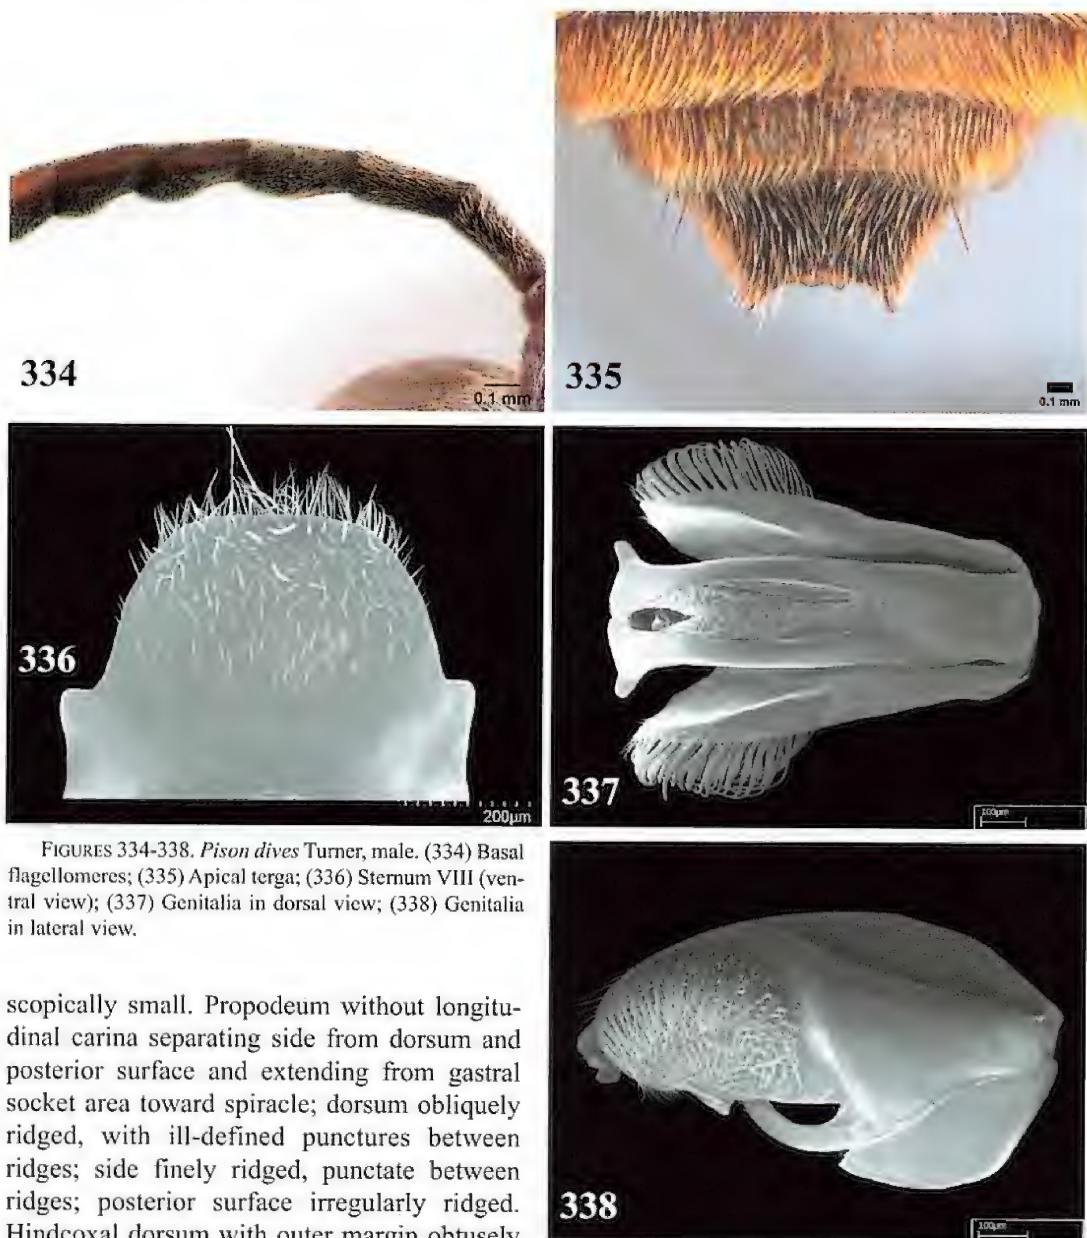 334
0.1 mm
335
0.1 mm
336
200µm
337
100µm
FIGURES 334-338. Pison dives Turner, male. (334) Basal
flagellomeres; (335) Apical terga; (336) Sternum VIII (ven-
tral view); (337) Genitalia in dorsal view; (338) Genitalia
in lateral view.
338
100µm
scopically small. Propodeum without longitu-
dinal carina separating side from dorsum and
posterior surface and extending from gastral
socket area toward spiracle; dorsum obliquely
ridged, with ill-defined punctures between
ridges; side finely ridged, punctate between
ridges; posterior surface irregularly ridged.
Hindcoxal dorsum with outer margin obtusely